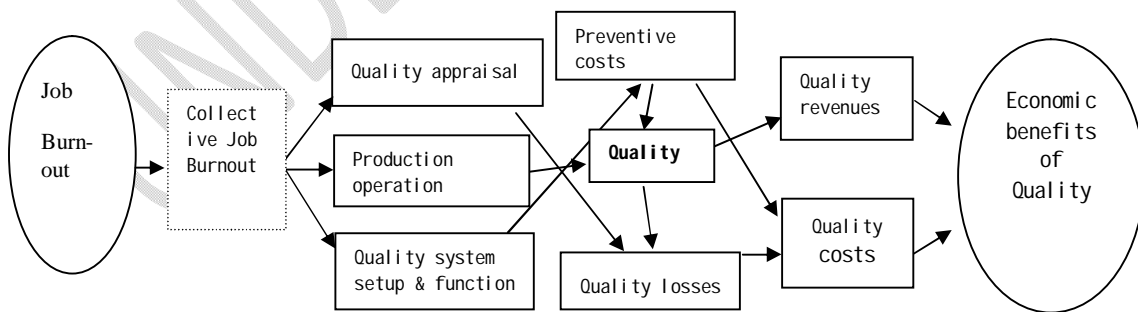 Job
Burn-
out
Collect
ive Job
Burnout
Quality appraisal
Production
operation
Quality system
setup & function
Preventive
costs
Quality
Quality losses
Quality
revenues
Quality
costs
Economic
benefits
of
Quality